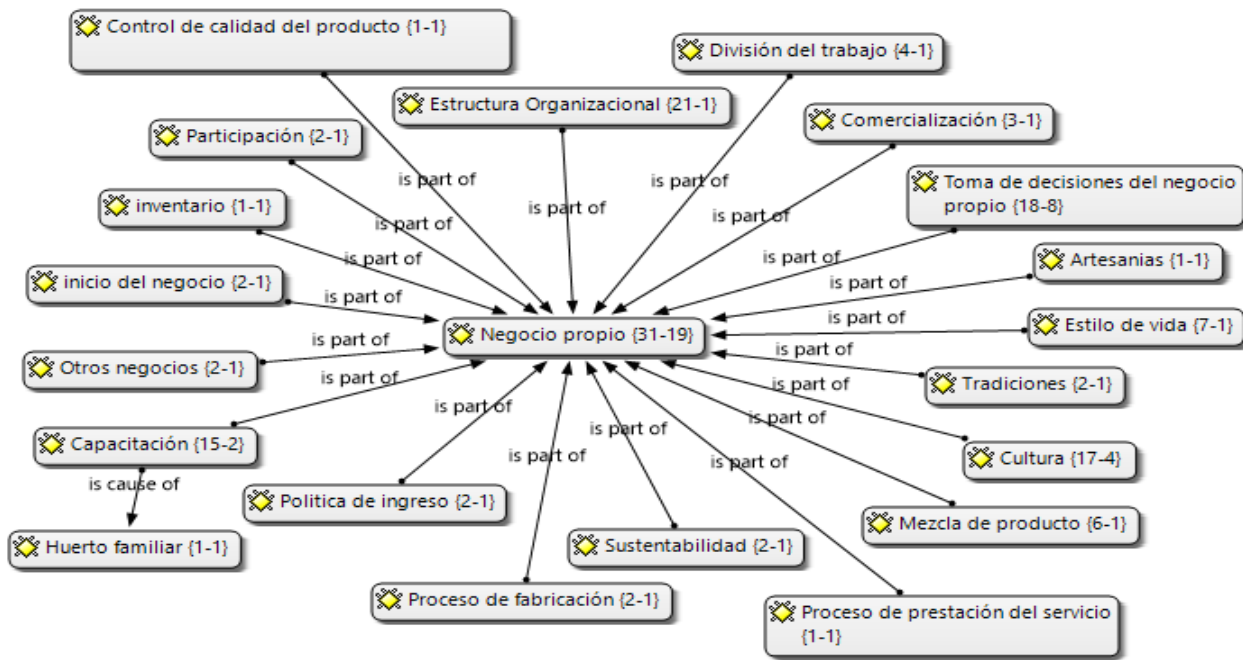 Control de calidad del producto {1-1}
División del trabajo {4-1}
Estructura Organizacional {21-1}
Comercialización {3-1}
Participación {2-1}
is part of
is part of
is part of
Toma de decisiones del negocio
propio {18-8}
inventario {1-1}
is part of
is part of
is part of
Artesanias {1-1}
is part of
inicio del negocio {2-1}
is part of
is part of
is part of
Estilo de vida {7-1}
Negocio propio {31-19}
is part of
is part of
Otros negocios {2-1}
is part of
Tradiciones {2-1}
is part of
is part of
is part of
Capacitación {15-2}
is part of
is part of
Cultura {17-4}
is part of
is cause of
Politica de ingreso {2-1}
Mezcla de producto {6-1}
Huerto familiar {1-1}
Sustentabilidad {2-1}
Proceso de fabricación {2-1}
Proceso de prestación del servicio
{1-1}